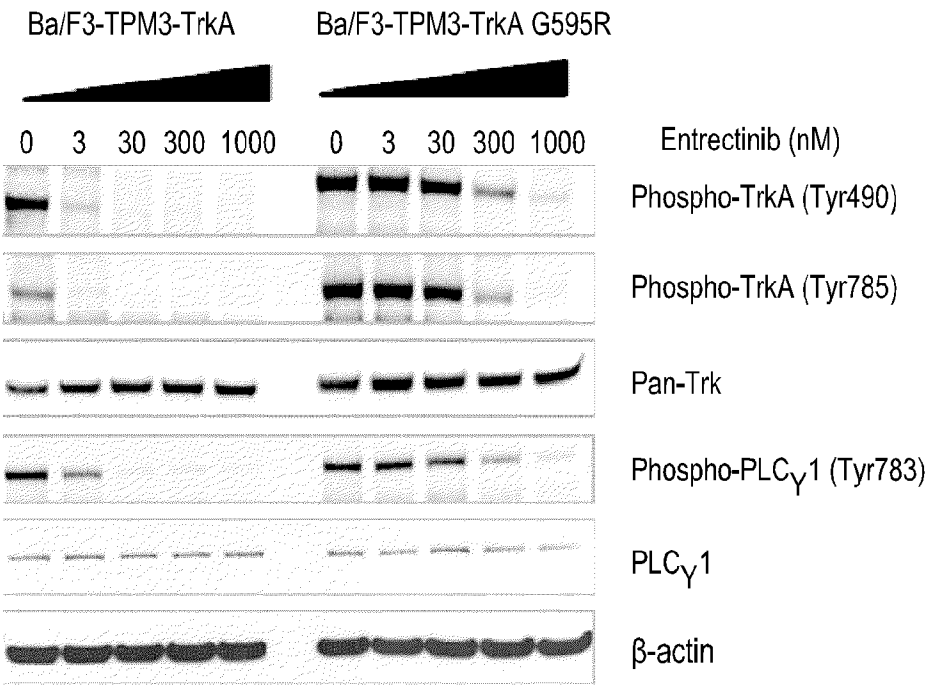 Ba/F3-TPM3-TrkA Ba/F3-TPM3-TrkA G595R
0 3 30 300 1000 0 3 30 300 1000 Entrectinib (nM)
Phospho-TrkA (Tyr490)
Phospho-TrkA (Tyr785)
Pan-Trk
Phospho-PLCγ1 (Tyr783)
PLCγ1
β-actin